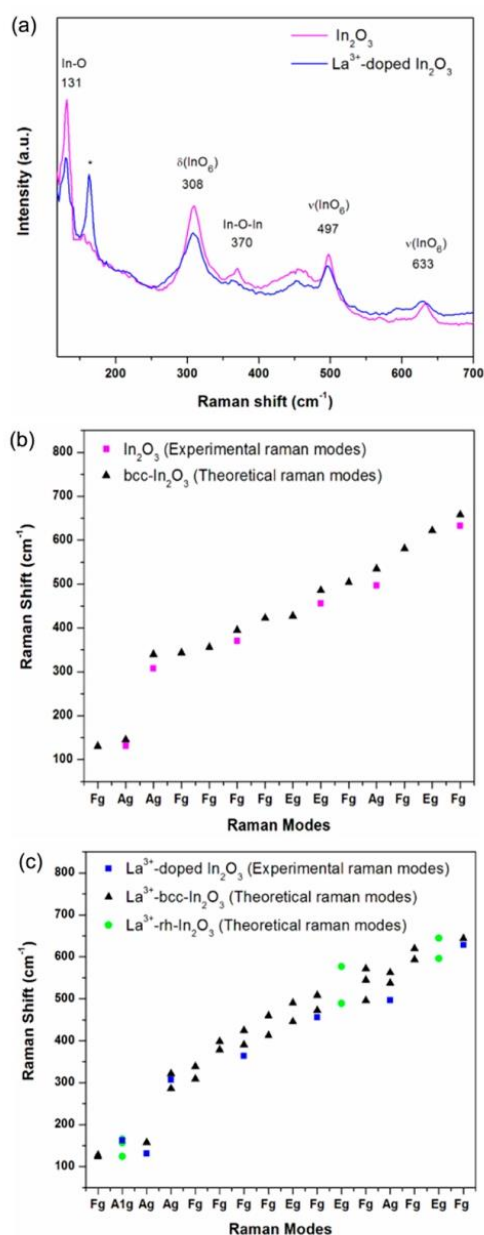 (a)
In₂O₃
La³⁺-doped In₂O₃
In-O
131
*
δ(InO₆)
308
In-O-In
370
ν(InO₆)
497
ν(InO₆)
633
Intensity (a.u.)
200 300 400 500 600 700
Raman shift (cm⁻¹)
(b)
In₂O₃ (Experimental raman modes)
bcc-In₂O₃ (Theoretical raman modes)
Raman Shift (cm⁻¹)
800
700
600
500
400
300
200
100
Fg Ag Ag Fg Fg Fg Fg Eg Eg Fg Ag Fg Eg Fg
Raman Modes
(c)
La³⁺-doped In₂O₃ (Experimental raman modes)
La³⁺-bcc-In₂O₃ (Theoretical raman modes)
La³⁺-rh-In₂O₃ (Theoretical raman modes)
Raman Shift (cm⁻¹)
800
700
600
500
400
300
200
100
Fg A1g Ag Ag Fg Fg Fg Fg Eg Fg Eg Fg Ag Fg Eg Fg
Raman Modes